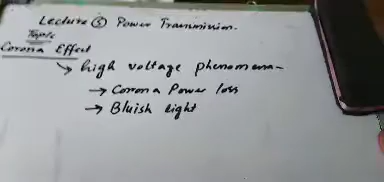 Lecture ⑤ Power Transmission.
Topic
Corona Effect
↳ high voltage phenomena-
→ Corona Power loss
→ Bluish light